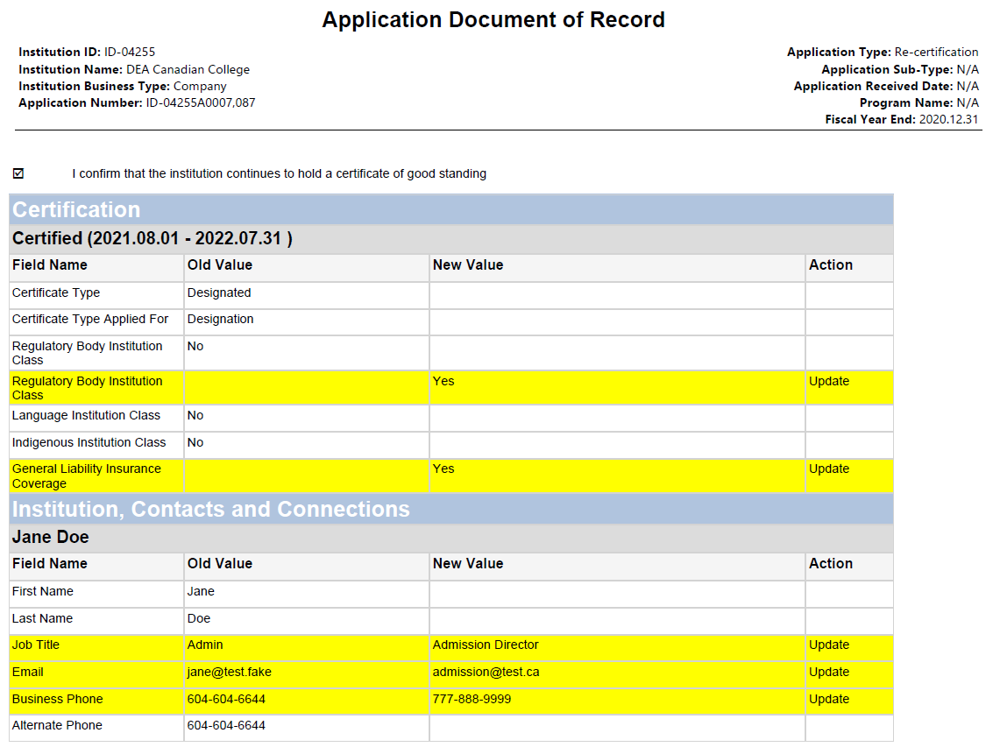 Application Document of Record
Institution ID: ID-04255
Institution Name: DEA Canadian College
Institution Business Type: Company
Application Number: ID-04255A0007,087
Application Type: Re-certification
Application Sub-Type: N/A
Application Received Date: N/A
Program Name: N/A
Fiscal Year End: 2020.12.31
I confirm that the institution continues to hold a certificate of good standing
Certification
Certified (2021.08.01 - 2022.07.31 )
Field Name Old Value New Value Action
Certificate Type Designated
Certificate Type Applied For Designation
Regulatory Body Institution No
Class
Regulatory Body Institution Yes Update
Class
Language Institution Class No
Indigenous Institution Class No
General Liability Insurance Yes Update
Coverage
Institution, Contacts and Connections
Jane Doe
Field Name Old Value New Value Action
First Name Jane
Last Name Doe
Job Title Admin Admission Director Update
Email jane@test.fake admission@test.ca Update
Business Phone 604-604-6644 777-888-9999 Update
Alternate Phone 604-604-6644